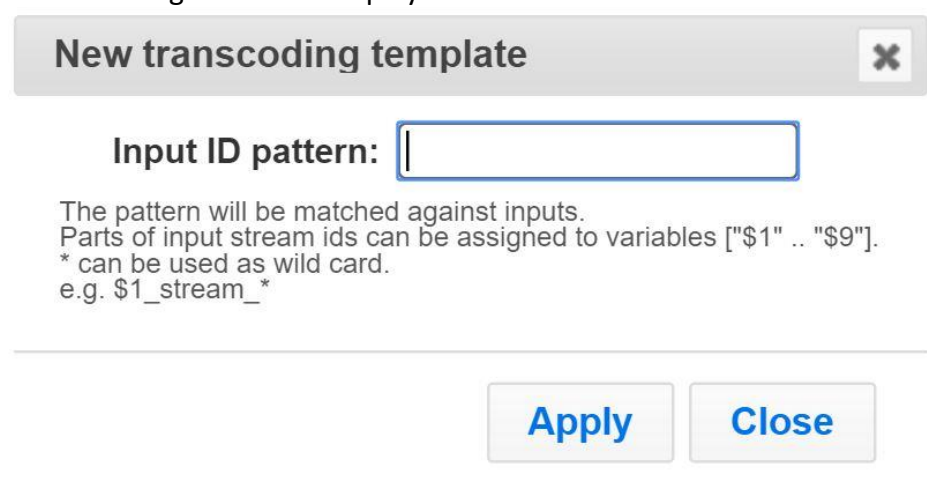 New transcoding template
Input ID pattern:
The pattern will be matched against inputs.
Parts of input stream ids can be assigned to variables ["$1" .. "$9"].
* can be used as wild card.
e.g. $1_stream_*
Apply Close